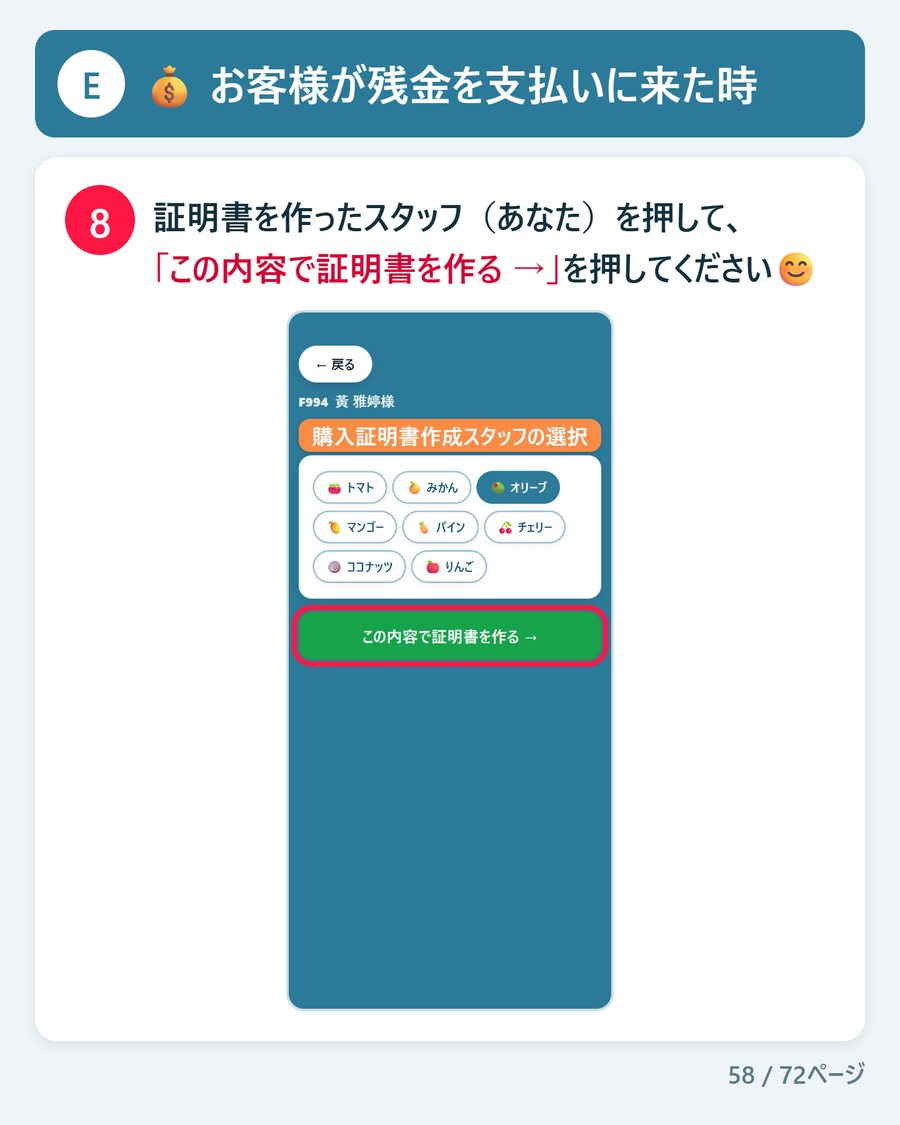 E 💰 お客様が残金を支払いに来た時
8 証明書を作ったスタッフ（あなた）を押して、
「この内容で証明書を作る →」を押してください😊
← 戻る
F994 黄 雅婷様
購入証明書作成スタッフの選択
🍅 トマト 🍊 みかん 🫒 オリーブ
🥭 マンゴー 🍍 パイン 🍒 チェリー
🥥 ココナッツ 🍎 りんご
この内容で証明書を作る →
58 / 72ページ